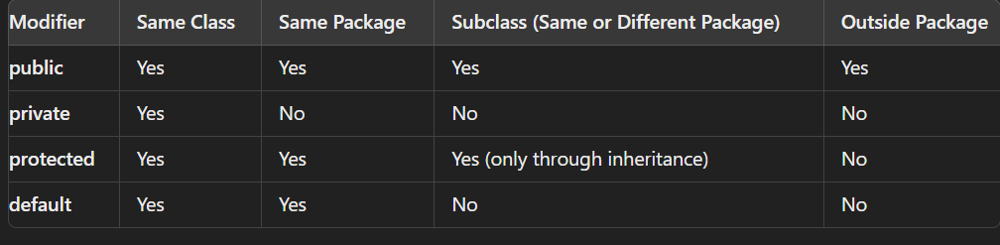 Modifier Same Class Same Package Subclass (Same or Different Package) Outside Package
public Yes Yes Yes Yes
private Yes No No No
protected Yes Yes Yes (only through inheritance) No
default Yes Yes No No